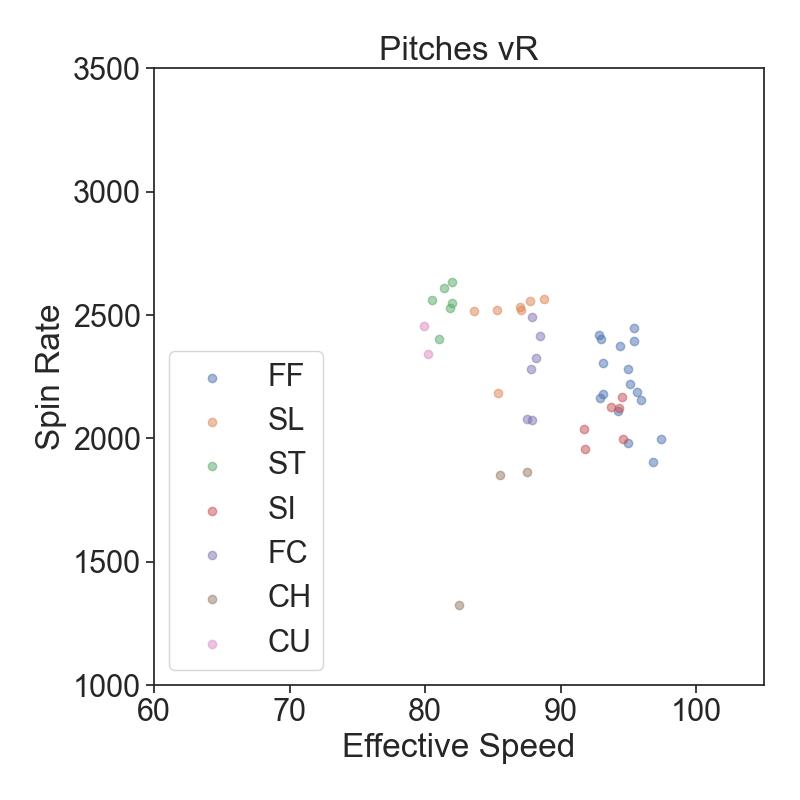 Pitches vR
3500
3000
2500
2000
1500
1000
Spin Rate
FF
SL
ST
SI
FC
CH
CU
60 70 80 90 100
Effective Speed